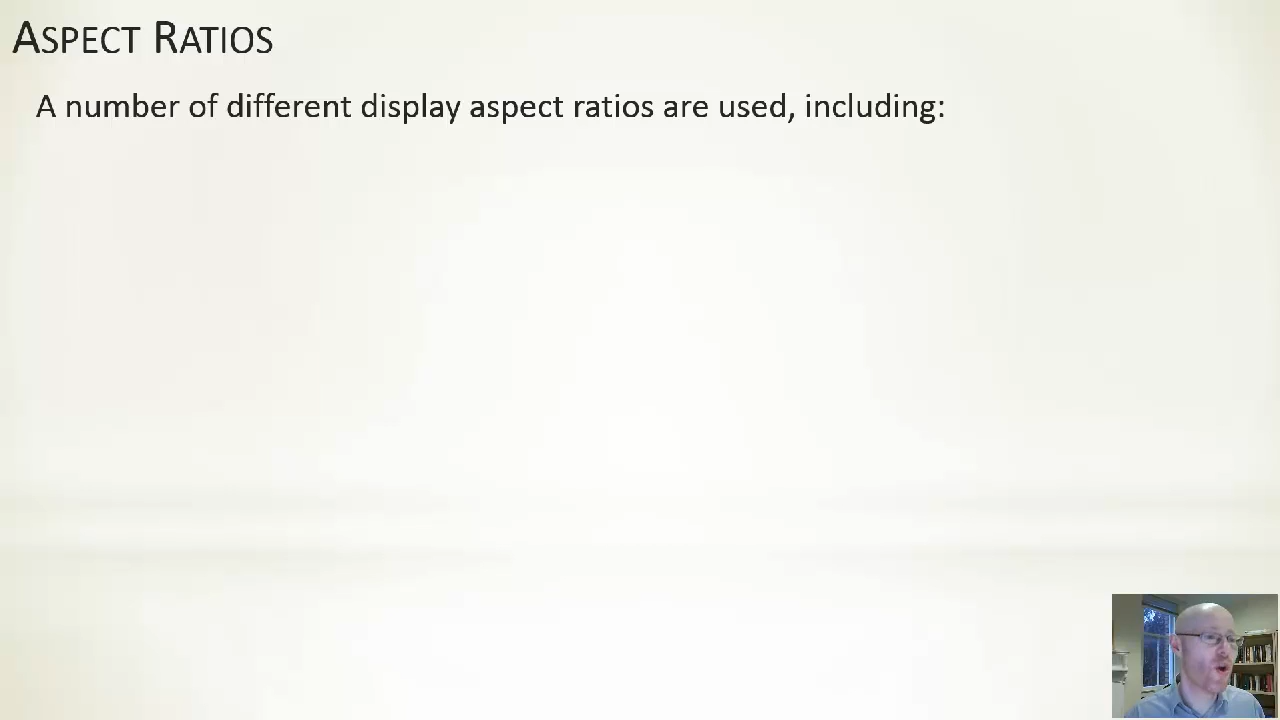 Aspect Ratios
A number of different display aspect ratios are used, including: